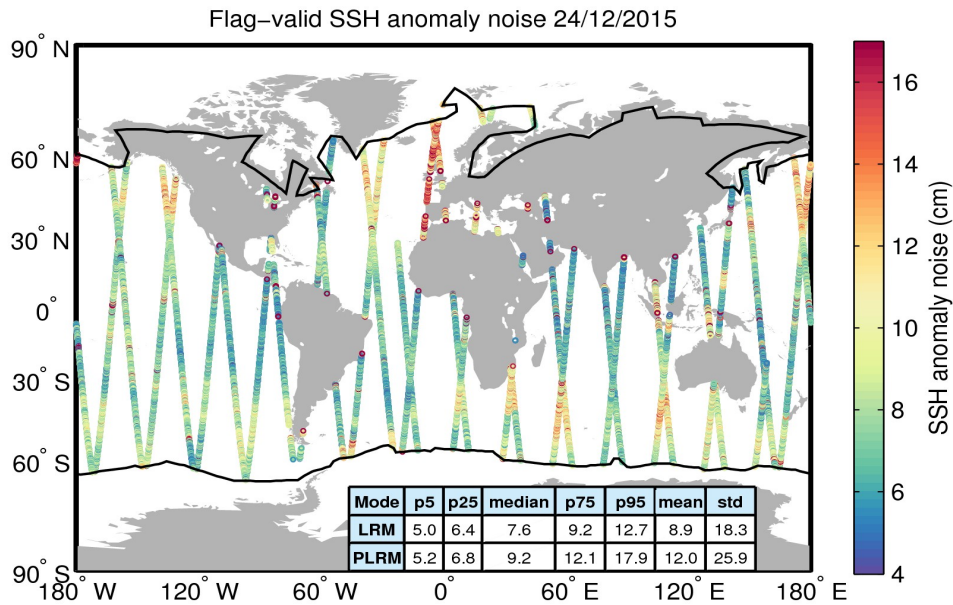 Flag−valid SSH anomaly noise 24/12/2015
90° N
60° N
30° N
0°
30° S
60° S
90° S
180° W
120° W
60° W
0°
60° E
120° E
180° E
Mode p5 p25 median p75 p95 mean std
LRM 5.0 6.4 7.6 9.2 12.7 8.9 18.3
PLRM 5.2 6.8 9.2 12.1 17.9 12.0 25.9
16
14
12
10
8
6
4
SSH anomaly noise (cm)